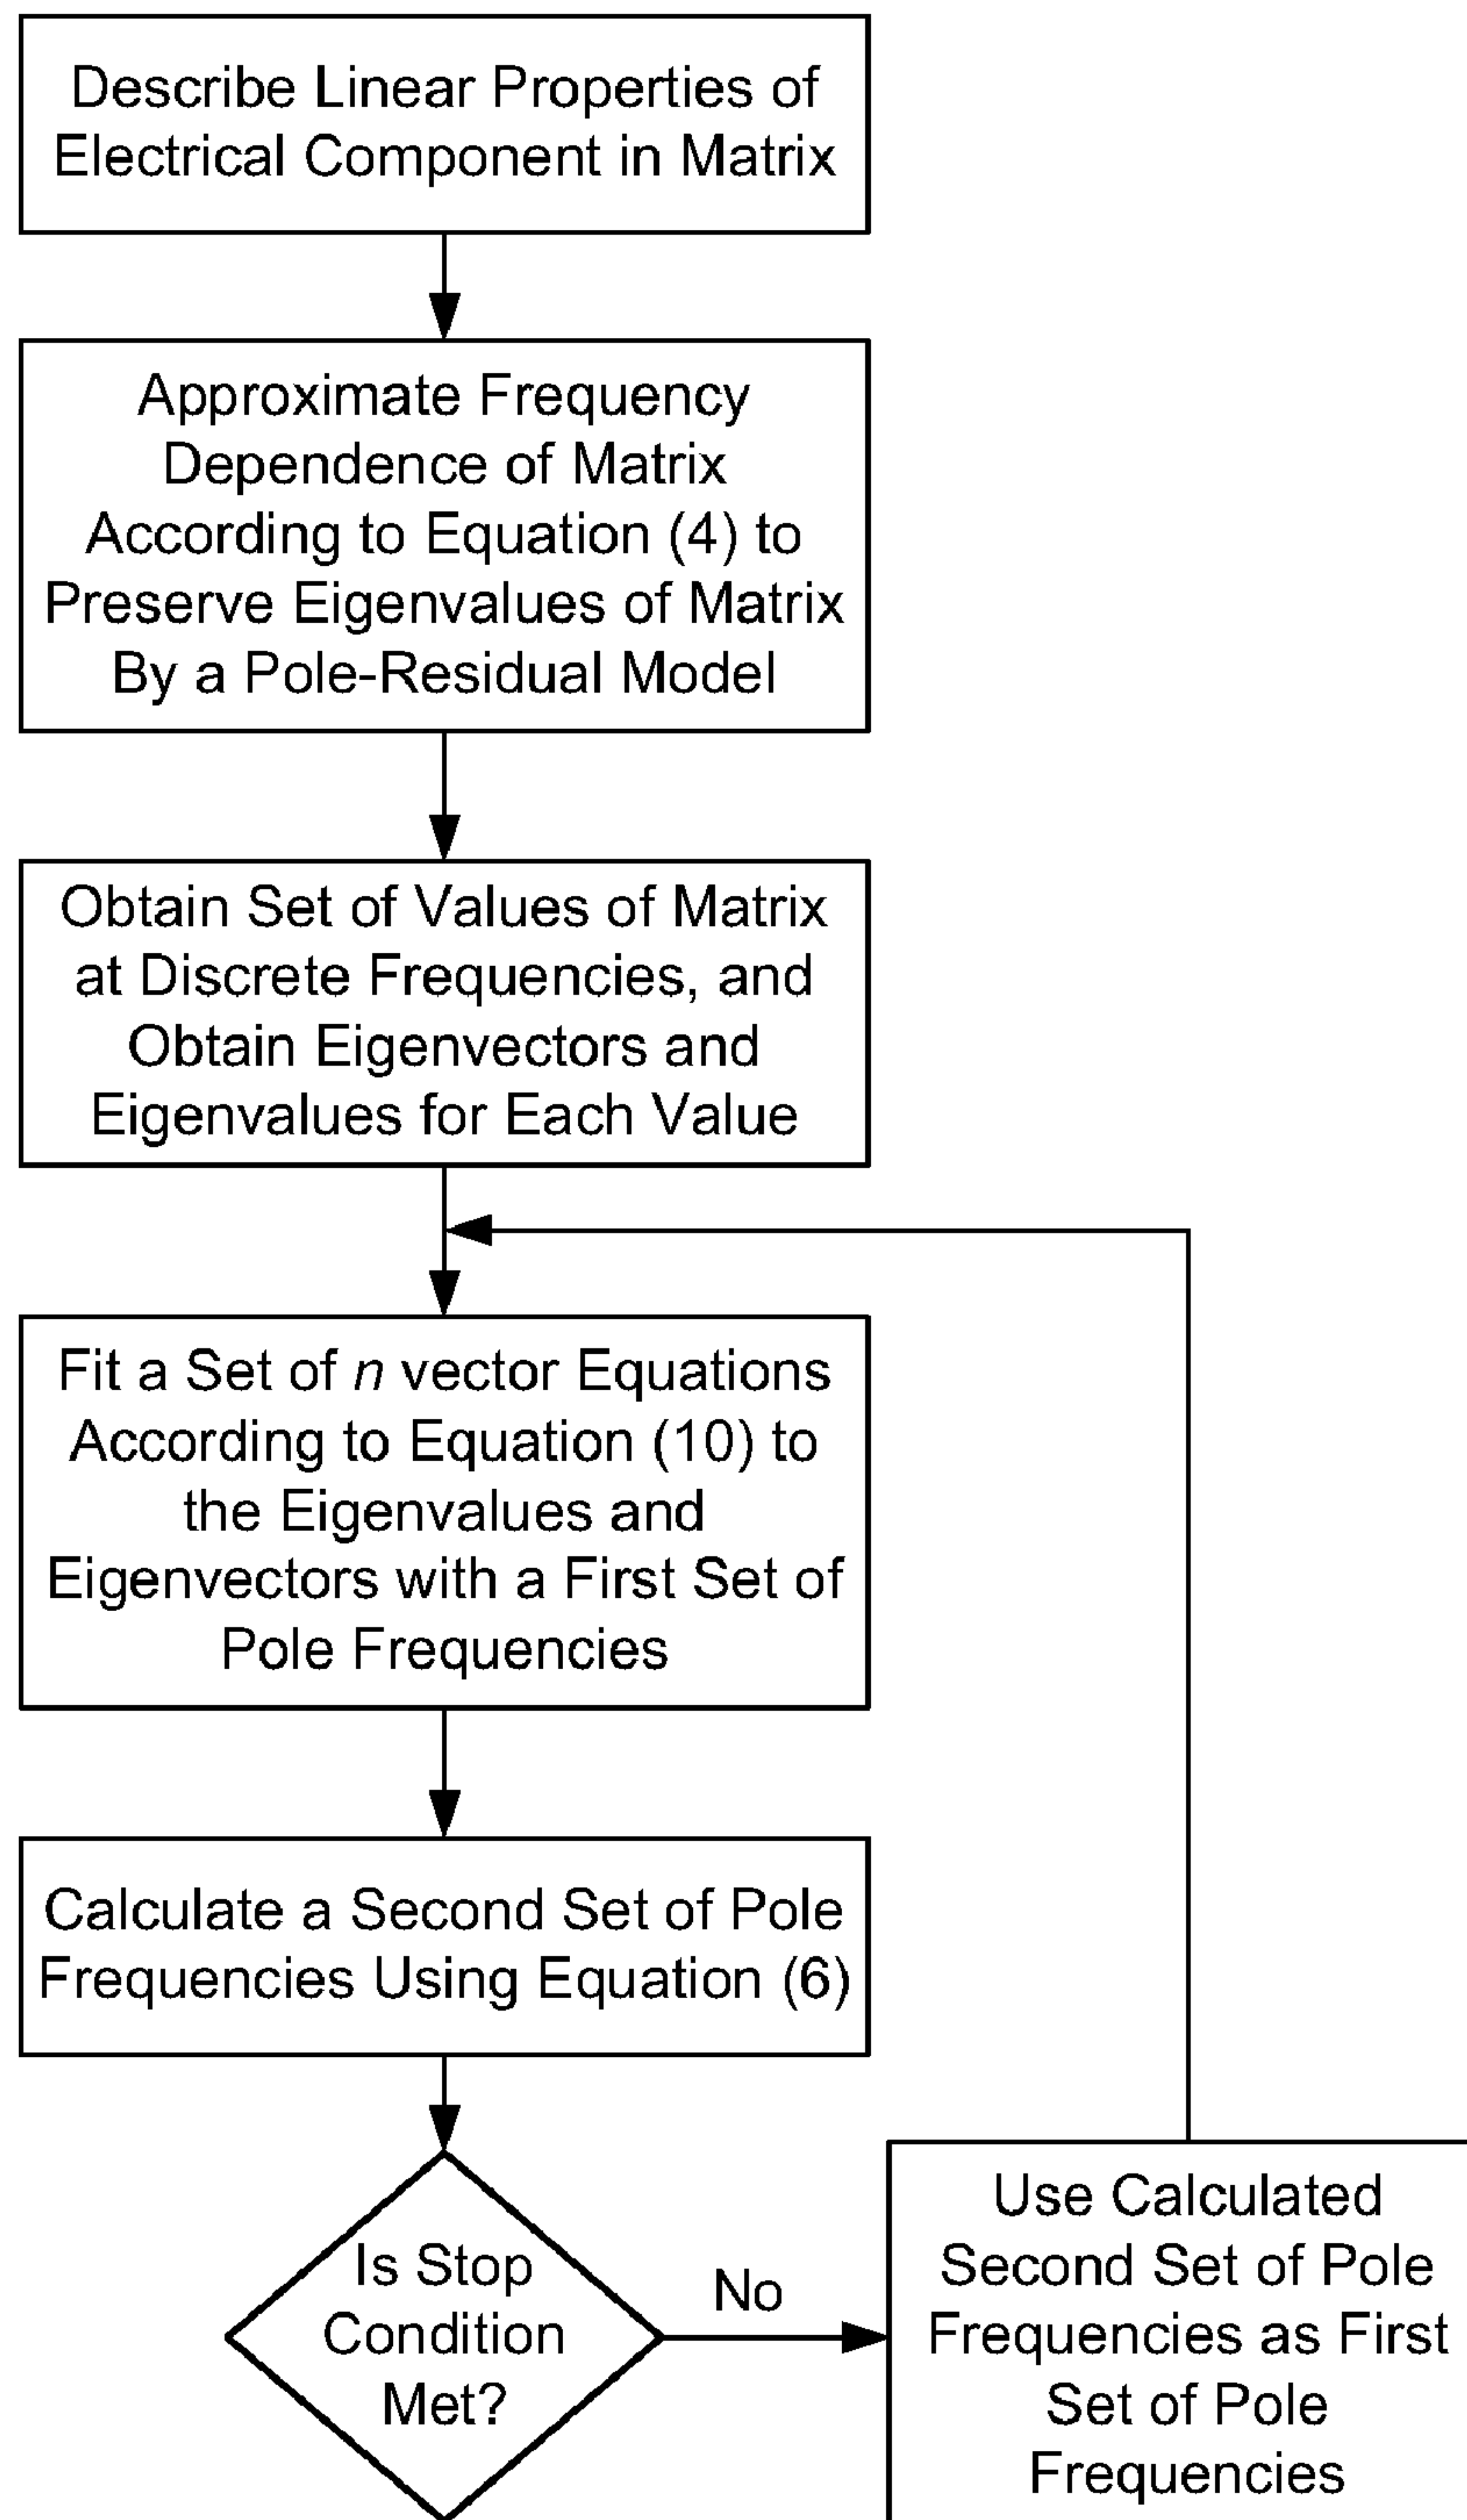 Describe Linear Properties of
Electrical Component in Matrix
Approximate Frequency
Dependence of Matrix
According to Equation (4) to
Preserve Eigenvalues of Matrix
By a Pole-Residual Model
Obtain Set of Values of Matrix
at Discrete Frequencies, and
Obtain Eigenvectors and
Eigenvalues for Each Value
Fit a Set of n vector Equations
According to Equation (10) to
the Eigenvalues and
Eigenvectors with a First Set of
Pole Frequencies
Calculate a Second Set of Pole
Frequencies Using Equation (6)
Is Stop
Condition
Met?
No
Use Calculated
Second Set of Pole
Frequencies as First
Set of Pole
Frequencies